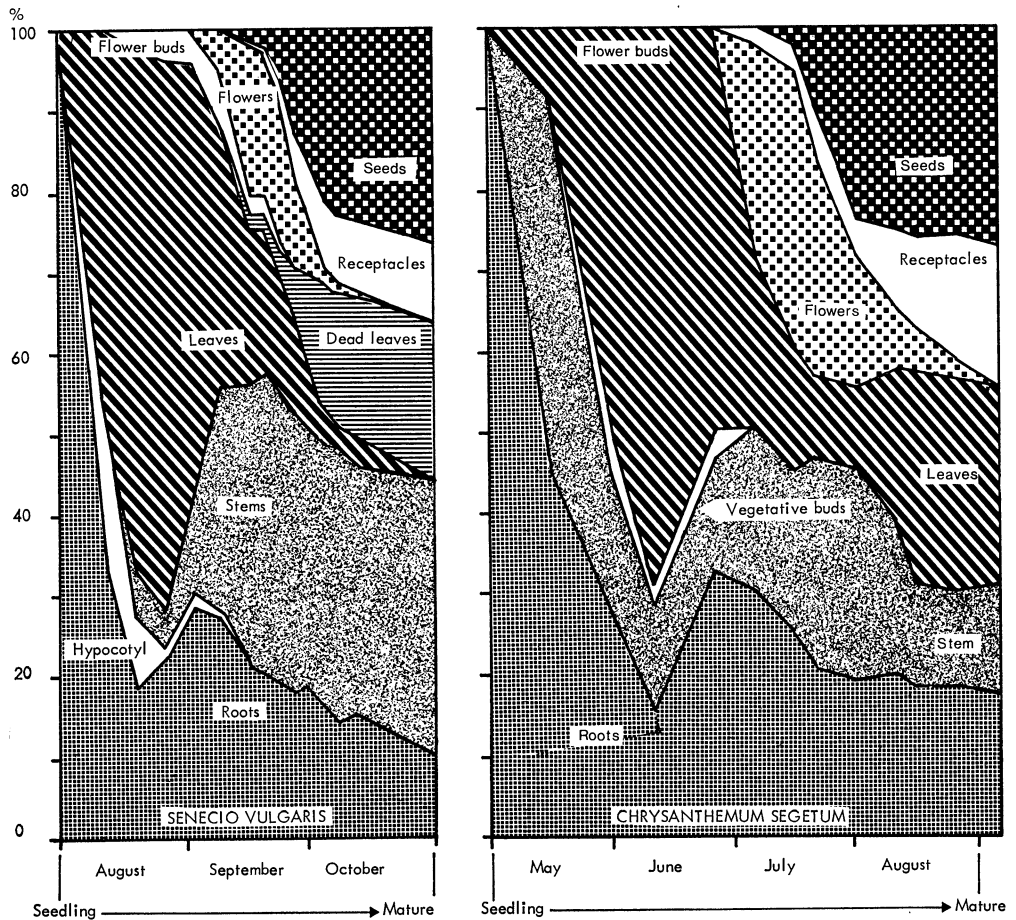 %
100
80
60
40
20
0
Flower buds
Flowers
Seeds
Receptacles
Leaves
Dead leaves
Stems
Hypocotyl
Roots
SENECIO VULGARIS
August
September
October
Seedling
Mature
Flower buds
Seeds
Receptacles
Flowers
Leaves
Vegetative buds
Stem
Roots
CHRYSANTHEMUM SEGETUM
May
June
July
August
Seedling
Mature